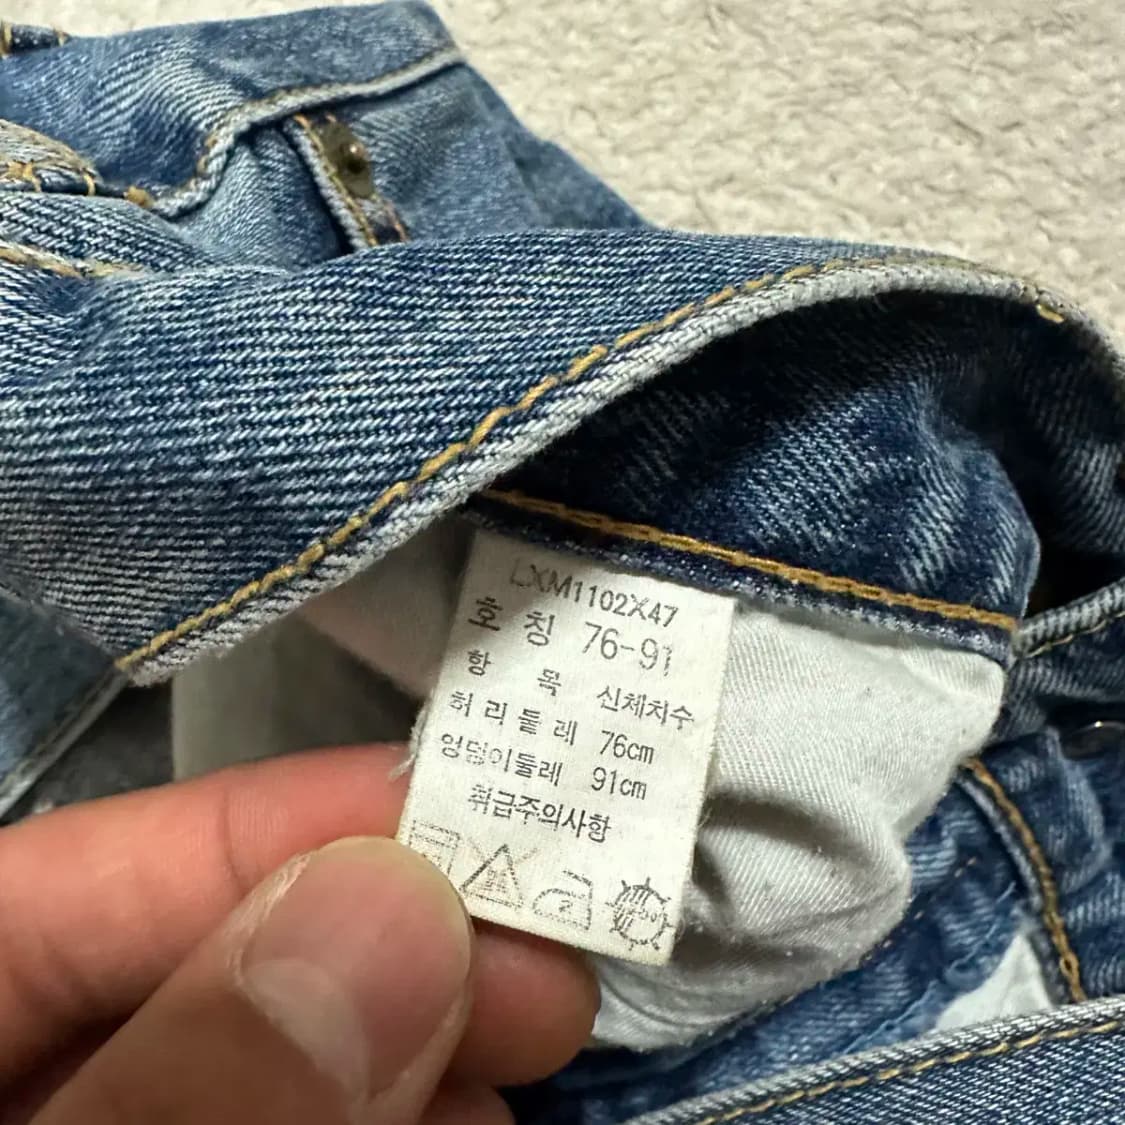 LXM1102X47
호 칭 76-91
항 목 신체치수
허리둘레 76cm
엉덩이둘레 91cm
취급주의사항